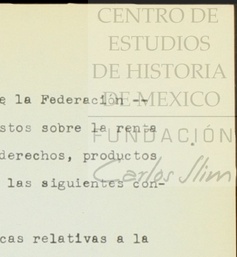 CENTRO DE
ESTUDIOS
DE HISTORIA
DE MEXICO
FUNDACIÓN
Carlos Slim
e la Federación --
stos sobre la renta
derechos, productos
las siguientes con-
cas relativas a la